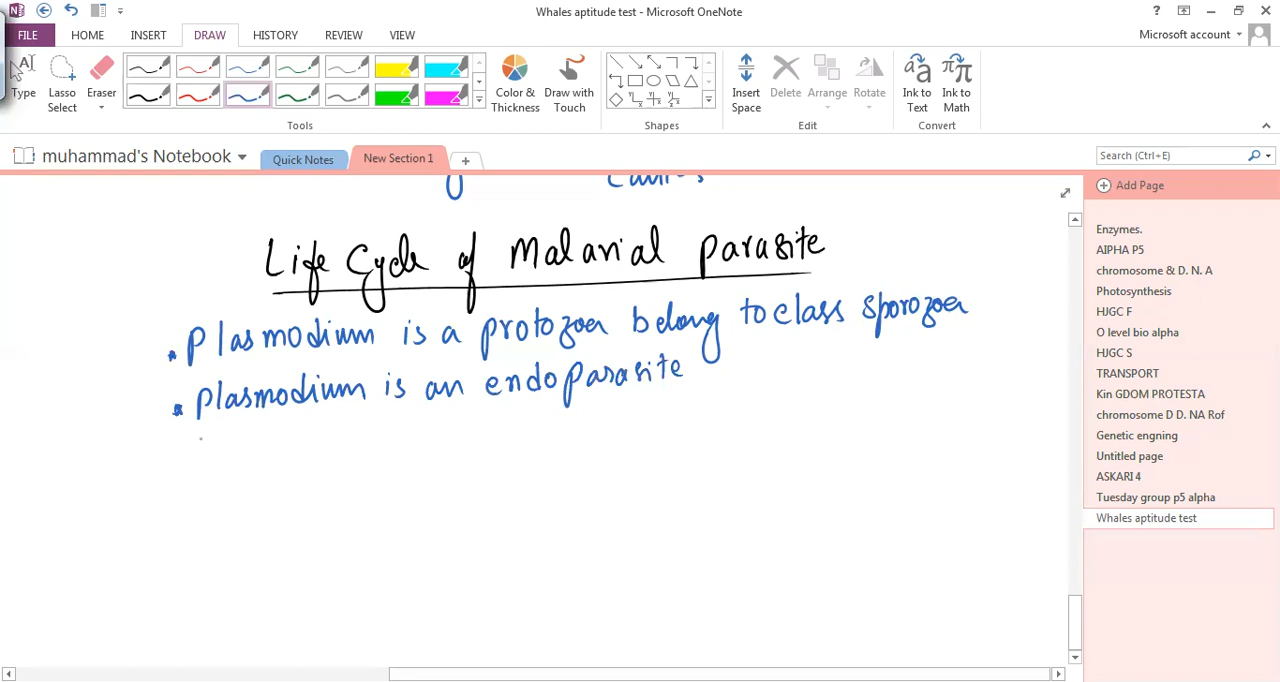 Whales aptitude test - Microsoft OneNote
FILE HOME INSERT DRAW HISTORY REVIEW VIEW
Microsoft account
Type
Lasso Select
Eraser
Color & Thickness
Draw with Touch
Insert Space
Delete
Arrange
Rotate
Ink to Text
Ink to Math
Tools
Shapes
Edit
Convert
muhammad's Notebook
Quick Notes
New Section 1
Search (Ctrl+E)
Add Page
Life Cycle of Malarial parasite
. Plasmodium is a protozoa belong to class sporozoa
. plasmodium is an endoparasite
Enzymes.
AlPHA P5
chromosome & D. N. A
Photosynthesis
HJGC F
O level bio alpha
HJGC S
TRANSPORT
Kin GDOM PROTESTA
chromosome D D. NA Rof
Genetic engning
Untitled page
ASKARI 4
Tuesday group p5 alpha
Whales aptitude test